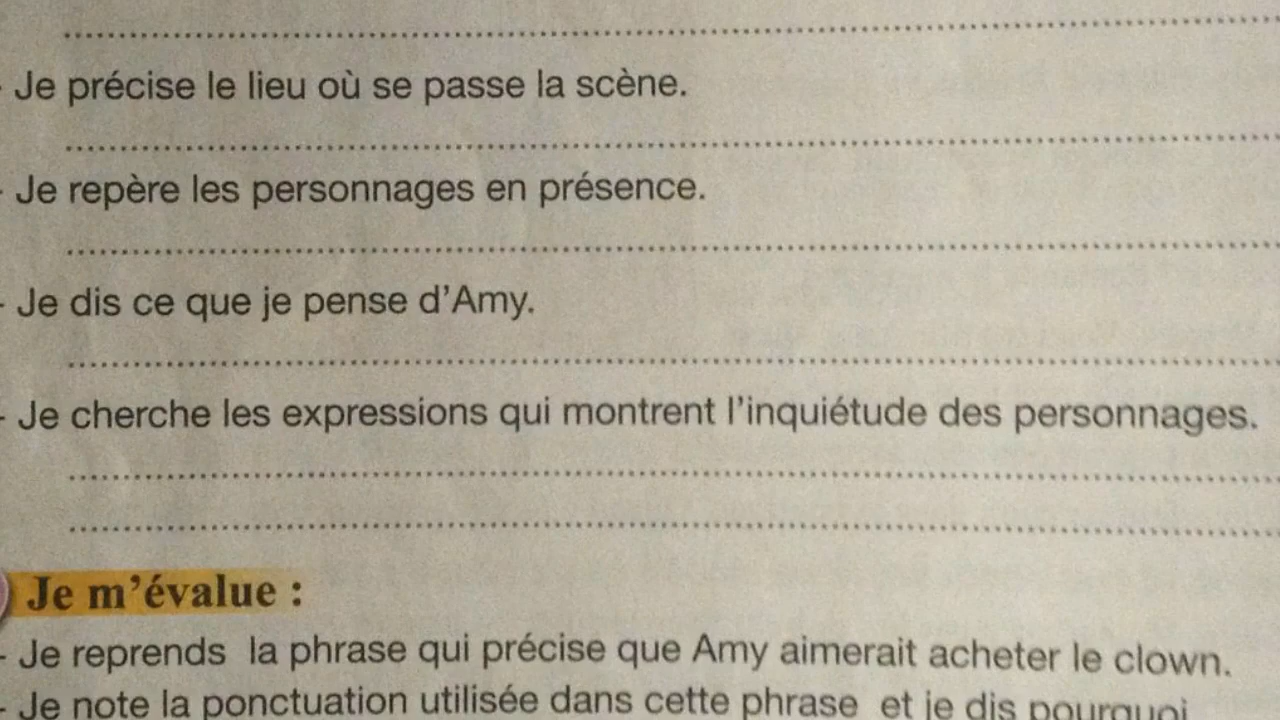 - Je précise le lieu où se passe la scène.
- Je repère les personnages en présence.
- Je dis ce que je pense d'Amy.
- Je cherche les expressions qui montrent l'inquiétude des personnages.
Je m'évalue :
- Je reprends la phrase qui précise que Amy aimerait acheter le clown.
- Je note la ponctuation utilisée dans cette phrase et je dis pourquoi